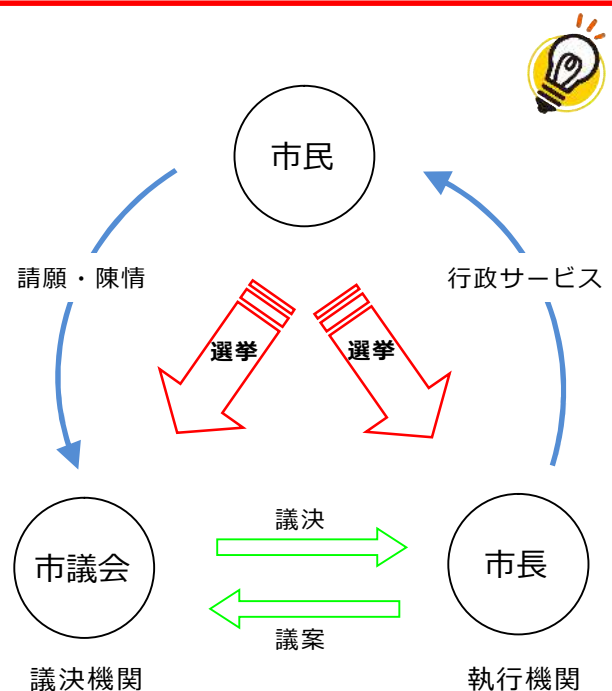 市民
請願・陳情
行政サービス
選挙
選挙
議決
市議会
市長
議案
議決機関
執行機関